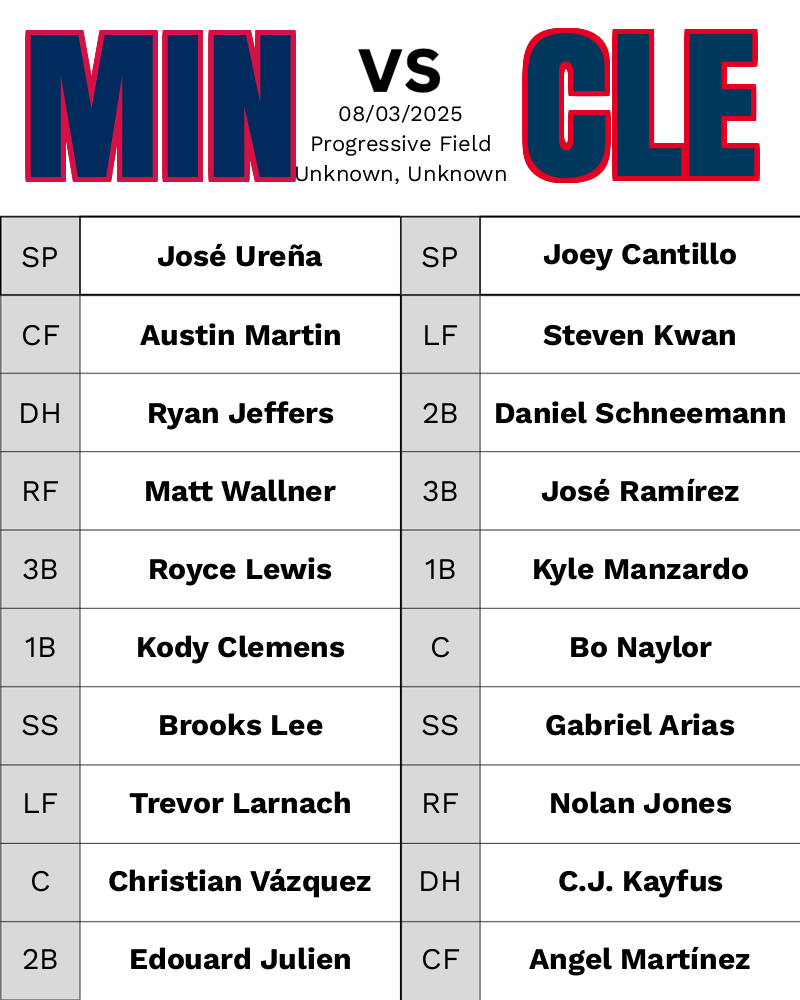 MIN VS CLE
08/03/2025
Progressive Field
Unknown, Unknown
SP José Ureña SP Joey Cantillo
CF Austin Martin LF Steven Kwan
DH Ryan Jeffers 2B Daniel Schneemann
RF Matt Wallner 3B José Ramírez
3B Royce Lewis 1B Kyle Manzardo
1B Kody Clemens C Bo Naylor
SS Brooks Lee SS Gabriel Arias
LF Trevor Larnach RF Nolan Jones
C Christian Vázquez DH C.J. Kayfus
2B Edouard Julien CF Angel Martínez